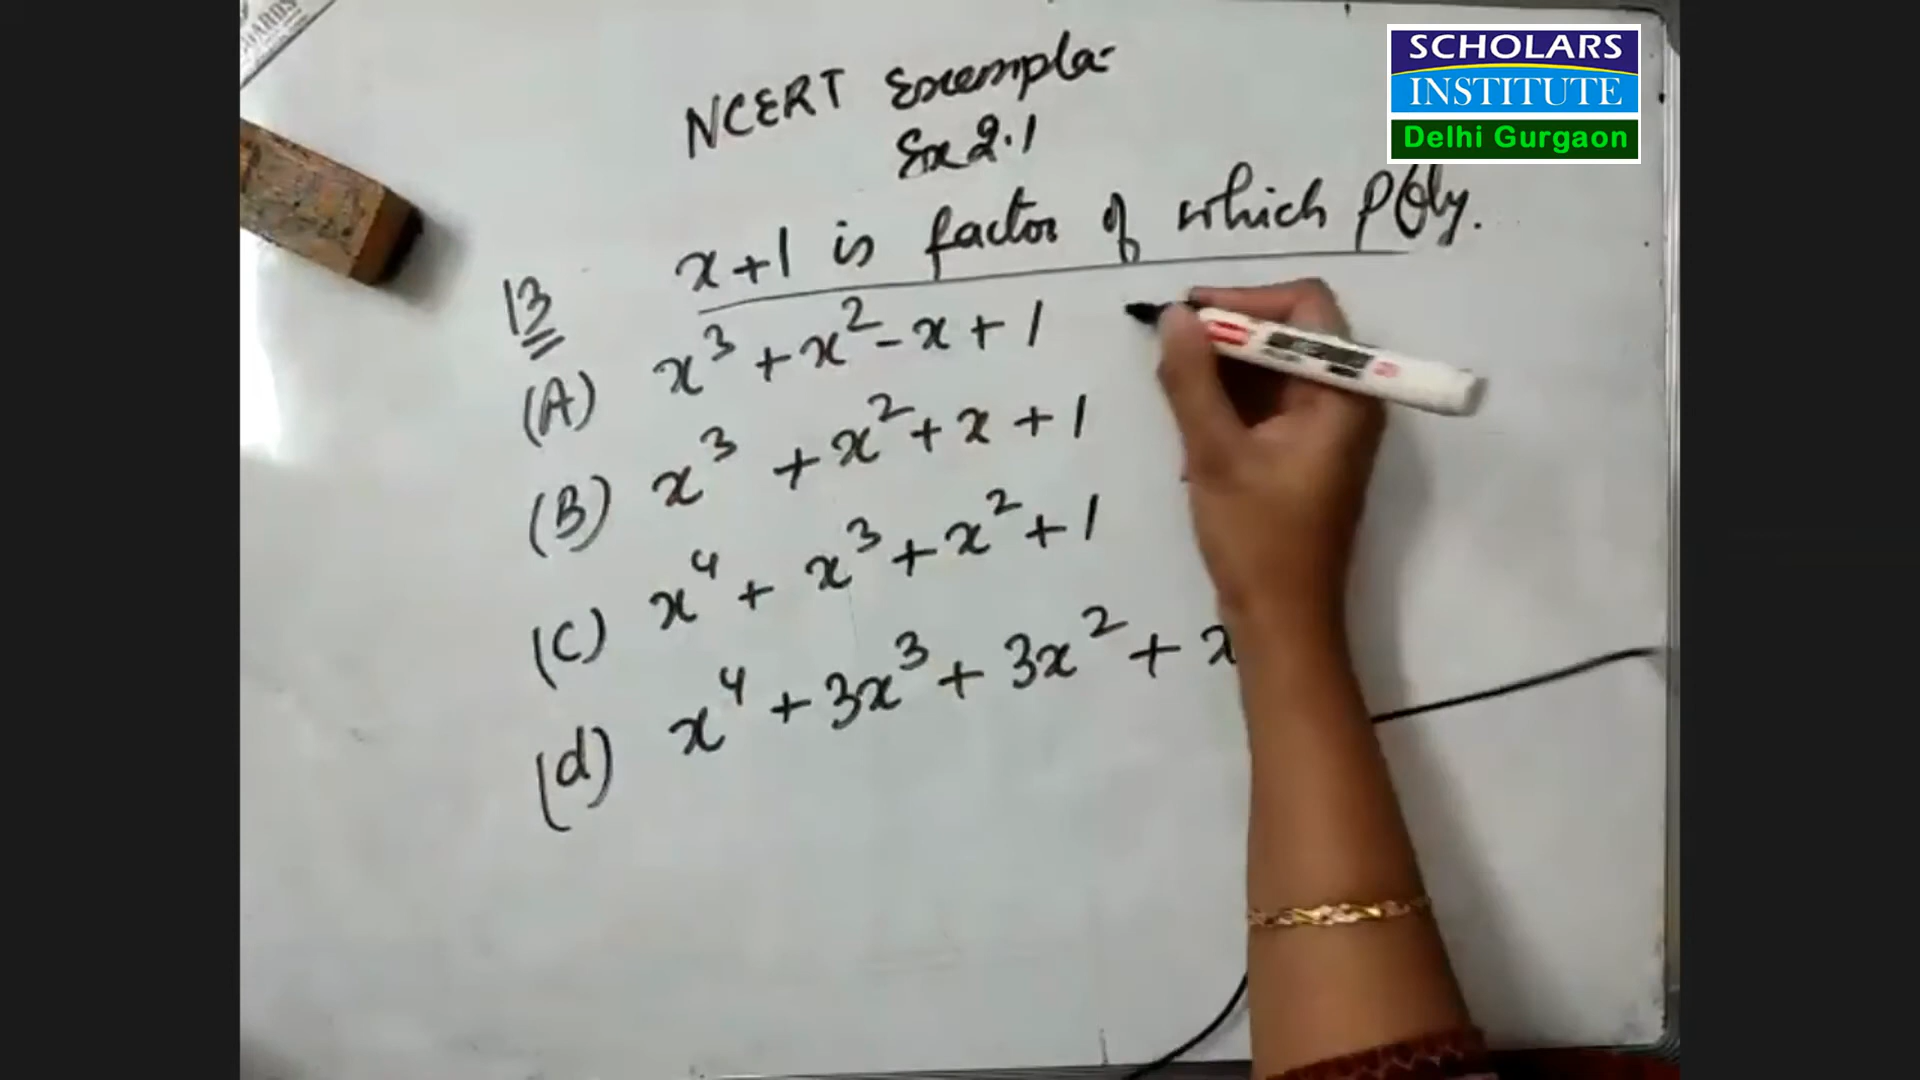 SCHOLARS
INSTITUTE
Delhi Gurgaon
NCERT Exemplar
Ex 2.1
13 x+1 is factor of which Poly.
(A) x³ + x² - x + 1
(B) x³ + x² + x + 1
(C) x⁴ + x³ + x² + 1
(d) x⁴ + 3x³ + 3x² + x